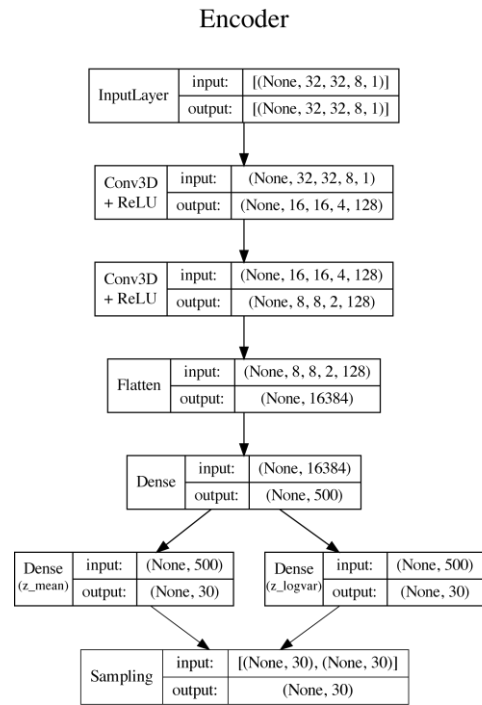 Encoder
InputLayer
input: [(None, 32, 32, 8, 1)]
output: [(None, 32, 32, 8, 1)]
Conv3D
+ ReLU
input: (None, 32, 32, 8, 1)
output: (None, 16, 16, 4, 128)
Conv3D
+ ReLU
input: (None, 16, 16, 4, 128)
output: (None, 8, 8, 2, 128)
Flatten
input: (None, 8, 8, 2, 128)
output: (None, 16384)
Dense
input: (None, 16384)
output: (None, 500)
Dense
(z_mean)
input: (None, 500)
output: (None, 30)
Dense
(z_logvar)
input: (None, 500)
output: (None, 30)
Sampling
input: [(None, 30), (None, 30)]
output: (None, 30)